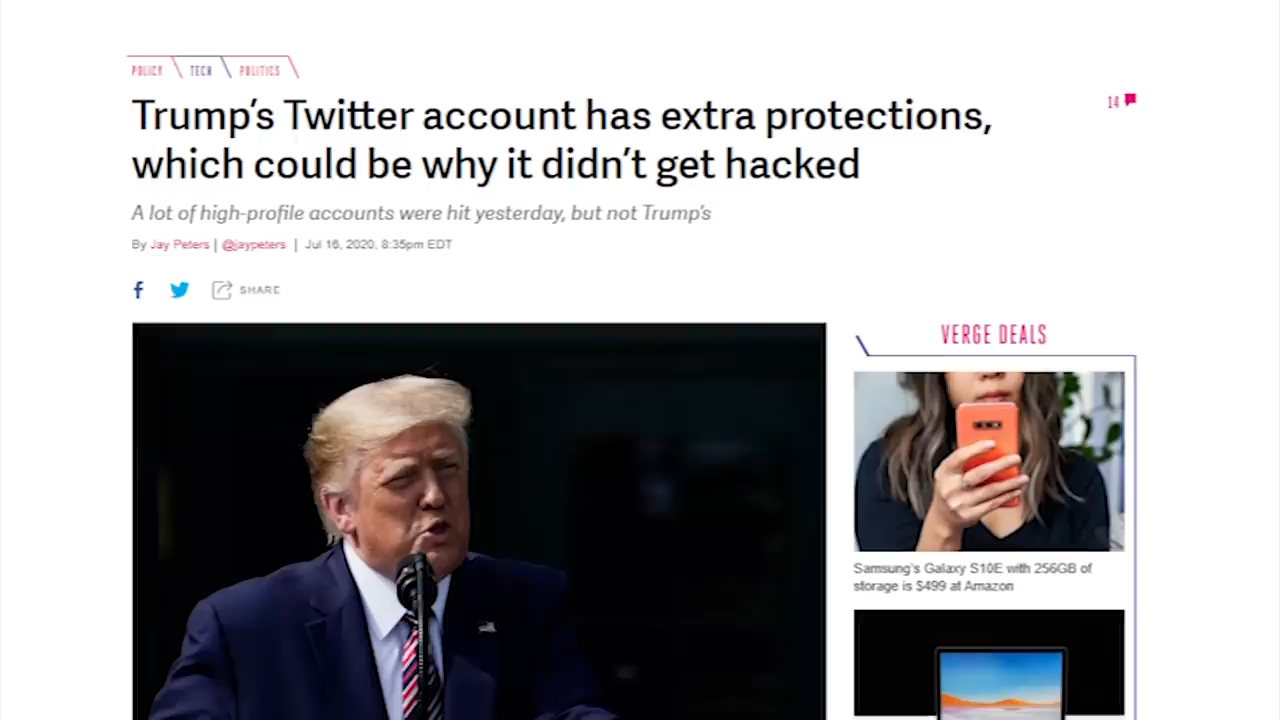 POLICY TECH POLITICS
Trump's Twitter account has extra protections,
14
which could be why it didn't get hacked
A lot of high-profile accounts were hit yesterday, but not Trump's
By Jay Peters | @jaypeters | Jul 16, 2020, 8:35pm EDT
f SHARE
VERGE DEALS
Samsung's Galaxy S10E with 256GB of
storage is $499 at Amazon